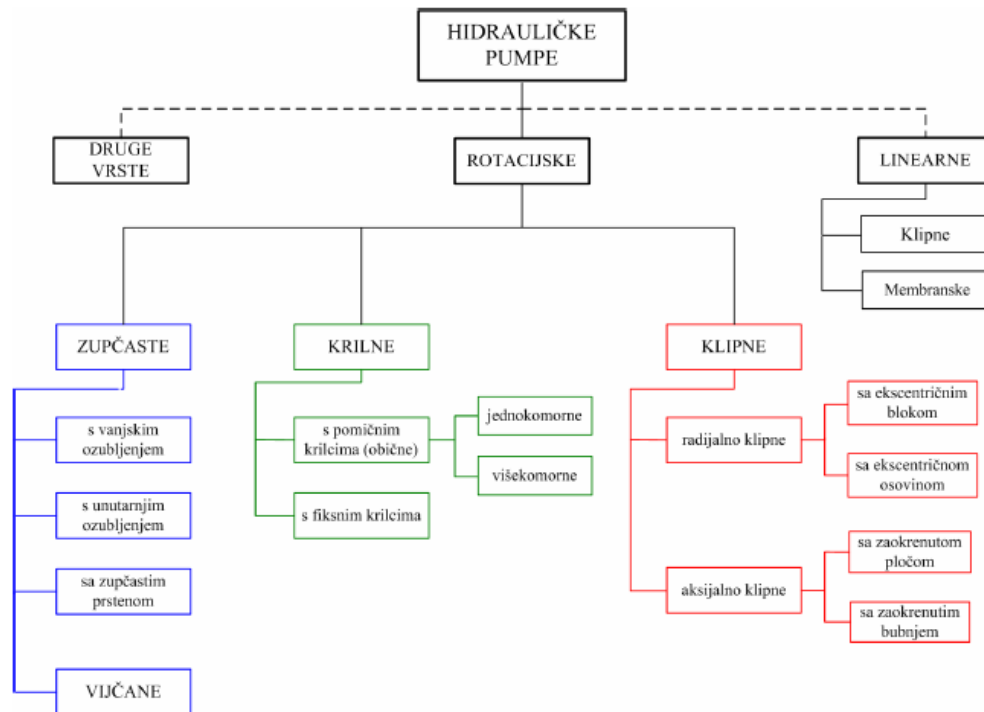 HIDRAULIČKE
PUMPE
DRUGE
VRSTE
ROTACIJSKE
LINEARNE
Klipne
Membranske
ZUPČASTE
KRILNE
KLIPNE
s vanjskim
ozubljenjem
s unutarnjim
ozubljenjem
sa zupčastim
prstenom
VIJČANE
s pomičnim
krilcima (obične)
jednokomorne
višekomorne
s fiksnim krilcima
radijalno klipne
sa ekscentričnim
blokom
sa ekscentričnom
osovinom
aksijalno klipne
sa zaokrenutom
pločom
sa zaokrenutim
bubnjem